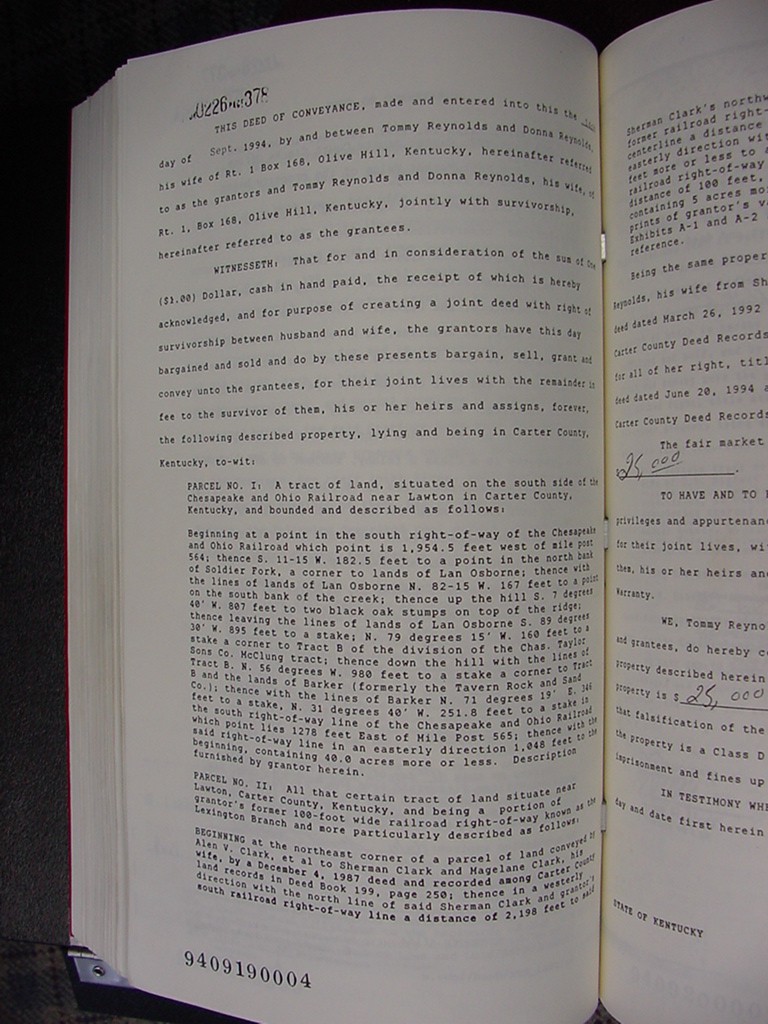 THIS DEED OF CONVEYANCE, made and entered into this the
day of Sept. 1994, by and between Tommy Reynolds and Donna Reynolds,
his wife of Rt. 1 Box 168, Olive Hill, Kentucky, hereinafter referred
to as the grantors and Tommy Reynolds and Donna Reynolds, his wife, of
Rt. 1, Box 168, Olive Hill, Kentucky, jointly with survivorship,
hereinafter referred to as the grantees.
WITNESSETH: That for and in consideration of the sum of One
($1.00) Dollar, cash in hand paid, the receipt of which is hereby
acknowledged, and for purpose of creating a joint deed with right of
survivorship between husband and wife, the grantors have this day
bargained and sold and do by these presents bargain, sell, grant and
convey unto the grantees, for their joint lives with the remainder in
fee to the survivor of them, his or her heirs and assigns, forever,
the following described property, lying and being in Carter County,
Kentucky, to-wit:
PARCEL NO. I: A tract of land, situated on the south side of the
Chesapeake and Ohio Railroad near Lawton in Carter County,
Kentucky, and bounded and described as follows:
Beginning at a point in the south right-of-way of the Chesapeake
and Ohio Railroad which point is 1,954.5 feet west of mile post
564; thence S. 11-15 W. 182.5 feet to a point in the north bank
of Soldier Fork, a corner to lands of Lan Osborne; thence with
the lines of lands of Lan Osborne N. 82-15 W. 167 feet to a point
on the south bank of the creek; thence up the hill S. 7 degrees
40' W. 807 feet to two black oak stumps on top of the ridge;
thence leaving the lines of lands of Lan Osborne S. 89 degrees
30' W. 895 feet to a stake; N. 79 degrees 15' W. 160 feet to a
stake a corner to Tract B of the division of the Chas. Taylor
Sons Co. McClung tract; thence down the hill with the lines of
Tract B. N. 56 degrees W. 980 feet to a stake a corner to Tract
B and the lands of Barker (formerly the Tavern Rock and Sand
Co.); thence with the lines of Barker N. 71 degrees 19' E. 346
feet to a stake, N. 31 degrees 40' W. 251.8 feet to a stake in
the south right-of-way line of the Chesapeake and Ohio Railroad
which point lies 1278 feet East of Mile Post 565; thence with the
said right-of-way line in an easterly direction 1,048 feet to the
beginning, containing 40.0 acres more or less. Description
furnished by grantor herein.
PARCEL NO. II: All that certain tract of land situate near
Lawton, Carter County, Kentucky, and being a portion of
grantor's former 100-foot wide railroad right-of-way known as the
Lexington Branch and more particularly described as follows:
BEGINNING at the northeast corner of a parcel of land conveyed by
Alen V. Clark, et al to Sherman Clark and Magelane Clark, his
wife, by a December 4, 1987 deed and recorded among Carter County
land records in Deed Book 199, page 250; thence in a westerly
direction with the north line of said Sherman Clark and grantor's
south railroad right-of-way line a distance of 2,198 feet to said
9409190004
Sherman Clark's northw
former railroad right-
centerline a distance
easterly direction wit
feet more or less to a
railroad right-of-way
distance of 100 feet,
containing 5 acres mo
prints of grantor's va
Exhibits A-1 and A-2
reference.
Being the same proper
Reynolds, his wife from Sh
deed dated March 26, 1992
Carter County Deed Records
for all of her right, titl
deed dated June 20, 1994 a
Carter County Deed Records
The fair market
25,000.
TO HAVE AND TO
privileges and appurtenan
for their joint lives, wi
them, his or her heirs an
Warranty.
WE, Tommy Reyno
and grantees, do hereby c
property described herein
property is $ 25,000
that falsification of the
the property is a Class D
imprisonment and fines up
IN TESTIMONY WHE
day and date first herein
STATE OF KENTUCKY